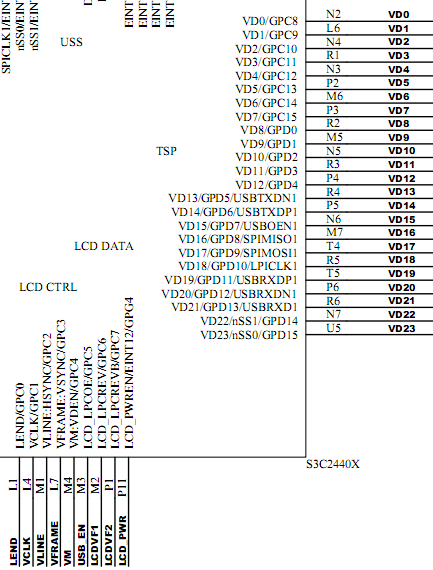 SPICLK1/EIN
nSS0/EINT
nSS1/EINT
EINT
EINT
EINT
EINT
USS
TSP
LCD DATA
LCD CTRL
VD0/GPC8 N2 VD0
VD1/GPC9 L6 VD1
VD2/GPC10 N4 VD2
VD3/GPC11 R1 VD3
VD4/GPC12 N3 VD4
VD5/GPC13 P2 VD5
VD6/GPC14 M6 VD6
VD7/GPC15 P3 VD7
VD8/GPD0 R2 VD8
VD9/GPD1 M5 VD9
VD10/GPD2 N5 VD10
VD11/GPD3 R3 VD11
VD12/GPD4 P4 VD12
VD13/GPD5/USBTXDN1 R4 VD13
VD14/GPD6/USBTXDP1 P5 VD14
VD15/GPD7/USBOEN1 N6 VD15
VD16/GPD8/SPIMISO1 M7 VD16
VD17/GPD9/SPIMOSI1 T4 VD17
VD18/GPD10/LPICLK1 R5 VD18
VD19/GPD11/USBRXDP1 T5 VD19
VD20/GPD12/USBRXDN1 P6 VD20
VD21/GPD13/USBRXD1 R6 VD21
VD22/nSS1/GPD14 N7 VD22
VD23/nSS0/GPD15 U5 VD23
LEND/GPC0 L1 LEND
VCLK/GPC1 L4 VCLK
VLINE:HSYNC/GPC2 M1 VLINE
VFRAME:VSYNC/GPC3 L7 VFRAME
VM:VDEN/GPC4 M4 VM
LCD_LPCOE/GPC5 M3 USB_EN
LCD_LPCREV/GPC6 M2 LCDVF1
LCD_LPCREVB/GPC7 P1 LCDVF2
LCD_PWREN/EINT12/GPG4 P11 LCD_PWR
S3C2440X